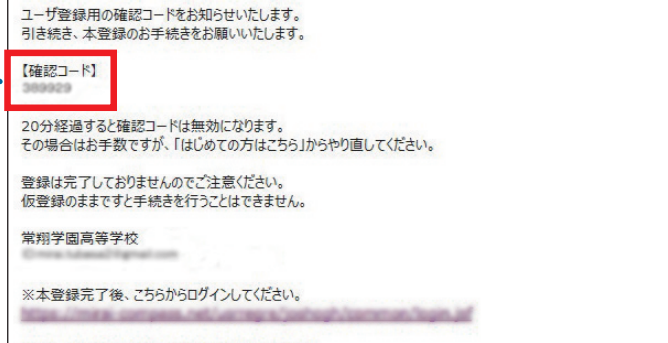 ユーザ登録用の確認コードをお知らせいたします。
引き続き、本登録のお手続きをお願いいたします。
【確認コード】
20分経過すると確認コードは無効になります。
その場合はお手数ですが、「はじめての方はこちら」からやり直してください。
登録は完了しておりませんのでご注意ください。
仮登録のままですと手続きを行うことはできません。
常翔学園高等学校
※本登録完了後、こちらからログインしてください。